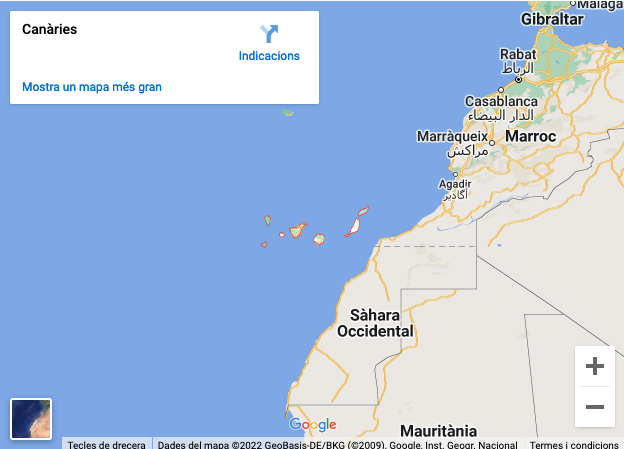 Canàries
Indicacions
Mostra un mapa més gran
Málaga
Gibraltar
Rabat
الرباط
Casablanca
الدار البيضاء
Marràqueix
مراكش
Marroc
Agadir
أكادير
Sàhara
Occidental
Mauritània
Google
Tecles de drecera
Dades del mapa ©2022 GeoBasis-DE/BKG (©2009), Google, Inst. Geogr. Nacional
Termes i condicions